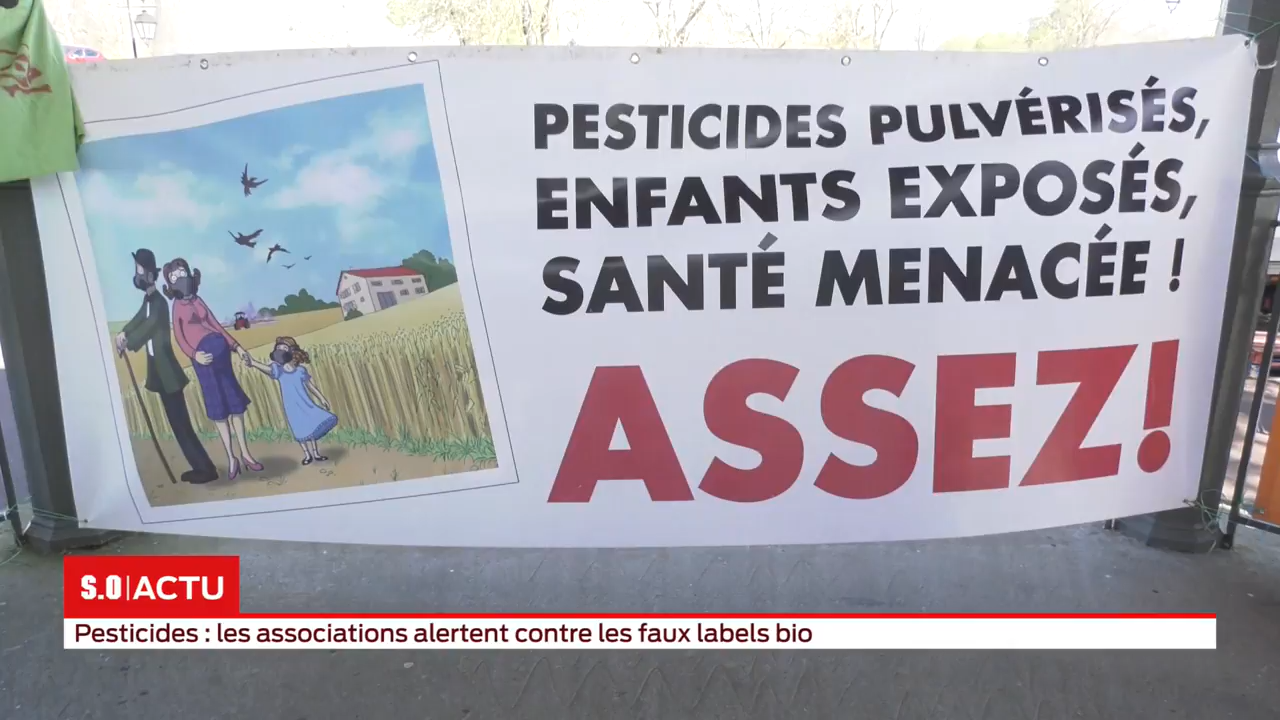 PESTICIDES PULVÉRISÉS,
ENFANTS EXPOSÉS,
SANTÉ MENACÉE !
ASSEZ!
S.O|ACTU
Pesticides : les associations alertent contre les faux labels bio